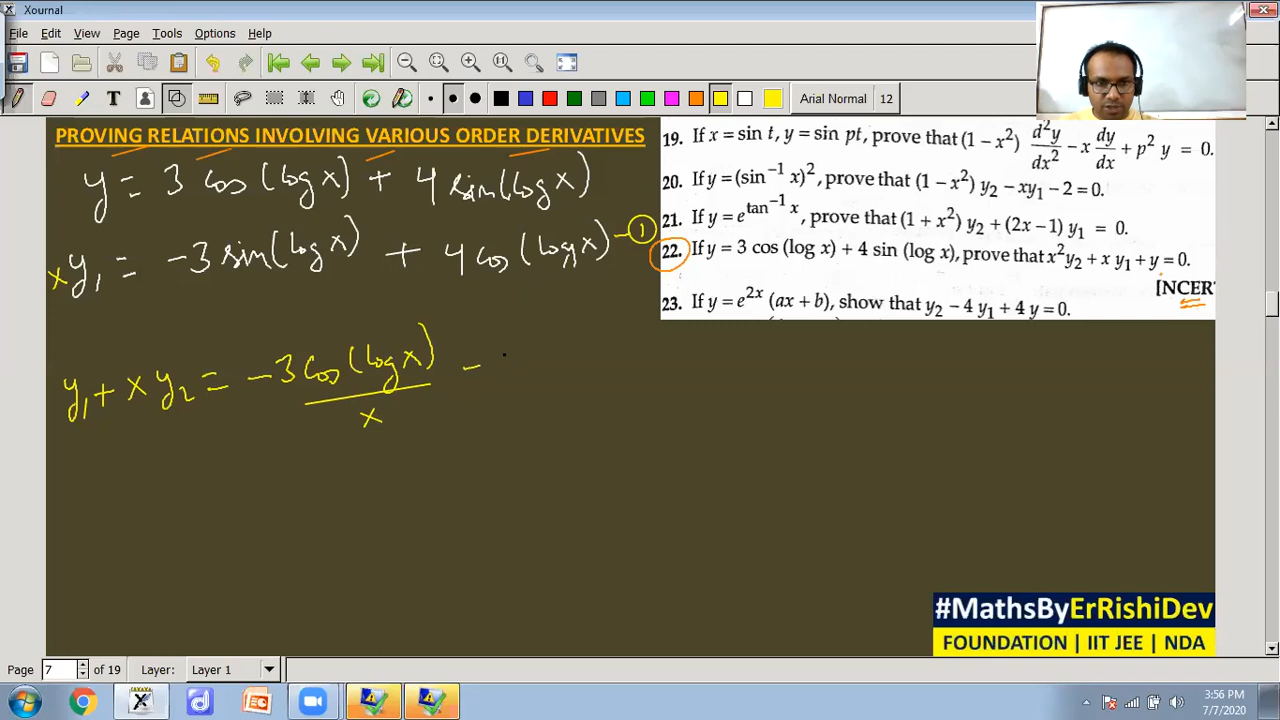 Xournal
File Edit View Page Tools Options Help
Arial Normal 12
PROVING RELATIONS INVOLVING VARIOUS ORDER DERIVATIVES
y = 3 cos (log x) + 4 sin(log x)
x y₁ = -3 sin(log x) + 4 cos (log x) - ①
y₁ + x y₂ = -3 cos (log x)/x -
19. If x = sin t, y = sin pt, prove that (1 − x²) d²y/dx² − x dy/dx + p² y = 0.
20. If y = (sin⁻¹ x)², prove that (1 − x²) y₂ − xy₁ − 2 = 0.
21. If y = e^(tan⁻¹ x), prove that (1 + x²) y₂ + (2x − 1) y₁ = 0.
22. If y = 3 cos (log x) + 4 sin (log x), prove that x²y₂ + x y₁ + y = 0.
[NCER
23. If y = e^(2x) (ax + b), show that y₂ − 4 y₁ + 4 y = 0.
#MathsByErRishiDev
FOUNDATION | IIT JEE | NDA
Page 7 of 19 Layer: Layer 1
3:56 PM
7/7/2020